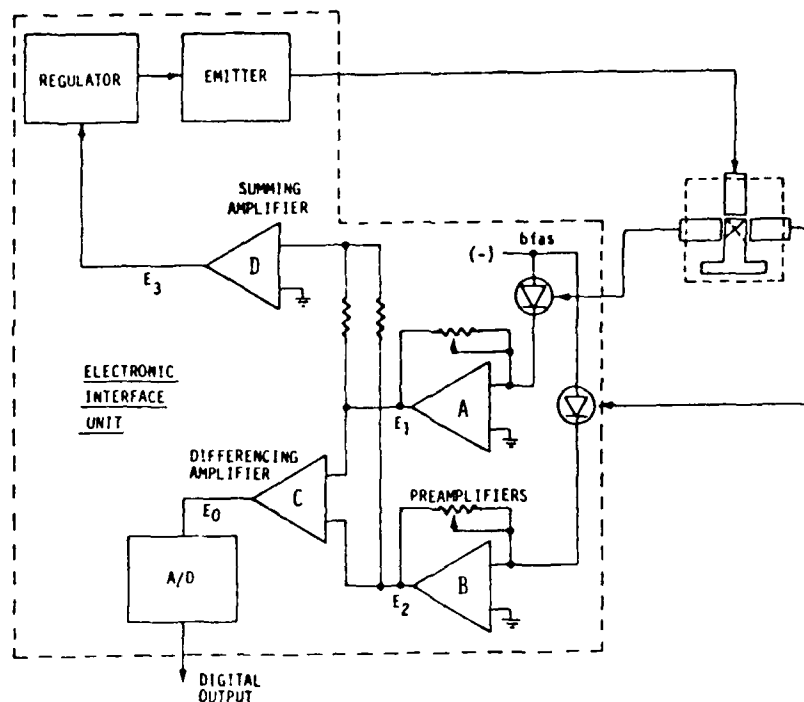 REGULATOR
EMITTER
SUMMING
AMPLIFIER
D
E3
bias
(-)
ELECTRONIC
INTERFACE
UNIT
A
E1
DIFFERENCING
AMPLIFIER
C
E0
PREAMPLIFIERS
B
E2
A/D
DIGITAL
OUTPUT